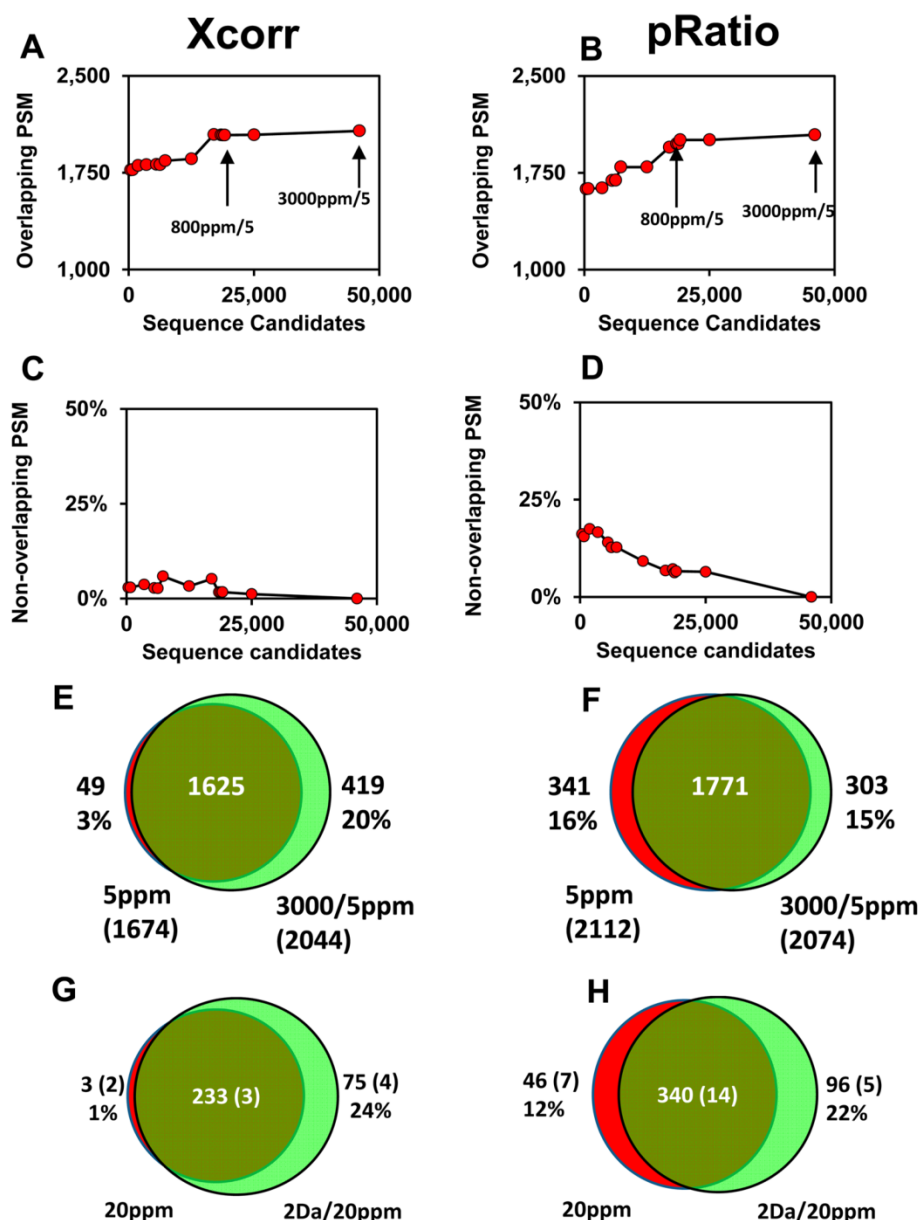 Xcorr
pRatio
A
B
2,500
1,750
1,000
Overlapping PSM
800ppm/5
3000ppm/5
0
25,000
50,000
Sequence Candidates
2,500
1,750
1,000
Overlapping PSM
800ppm/5
3000ppm/5
0
25,000
50,000
Sequence Candidates
C
50%
25%
0%
Non-overlapping PSM
0
25,000
50,000
Sequence candidates
D
50%
25%
0%
Non-overlapping PSM
0
25,000
50,000
Sequence candidates
E
49
3%
1625
419
20%
5ppm
(1674)
3000/5ppm
(2044)
F
341
16%
1771
303
15%
5ppm
(2112)
3000/5ppm
(2074)
G
3 (2)
1%
233 (3)
75 (4)
24%
20ppm
2Da/20ppm
H
46 (7)
12%
340 (14)
96 (5)
22%
20ppm
2Da/20ppm